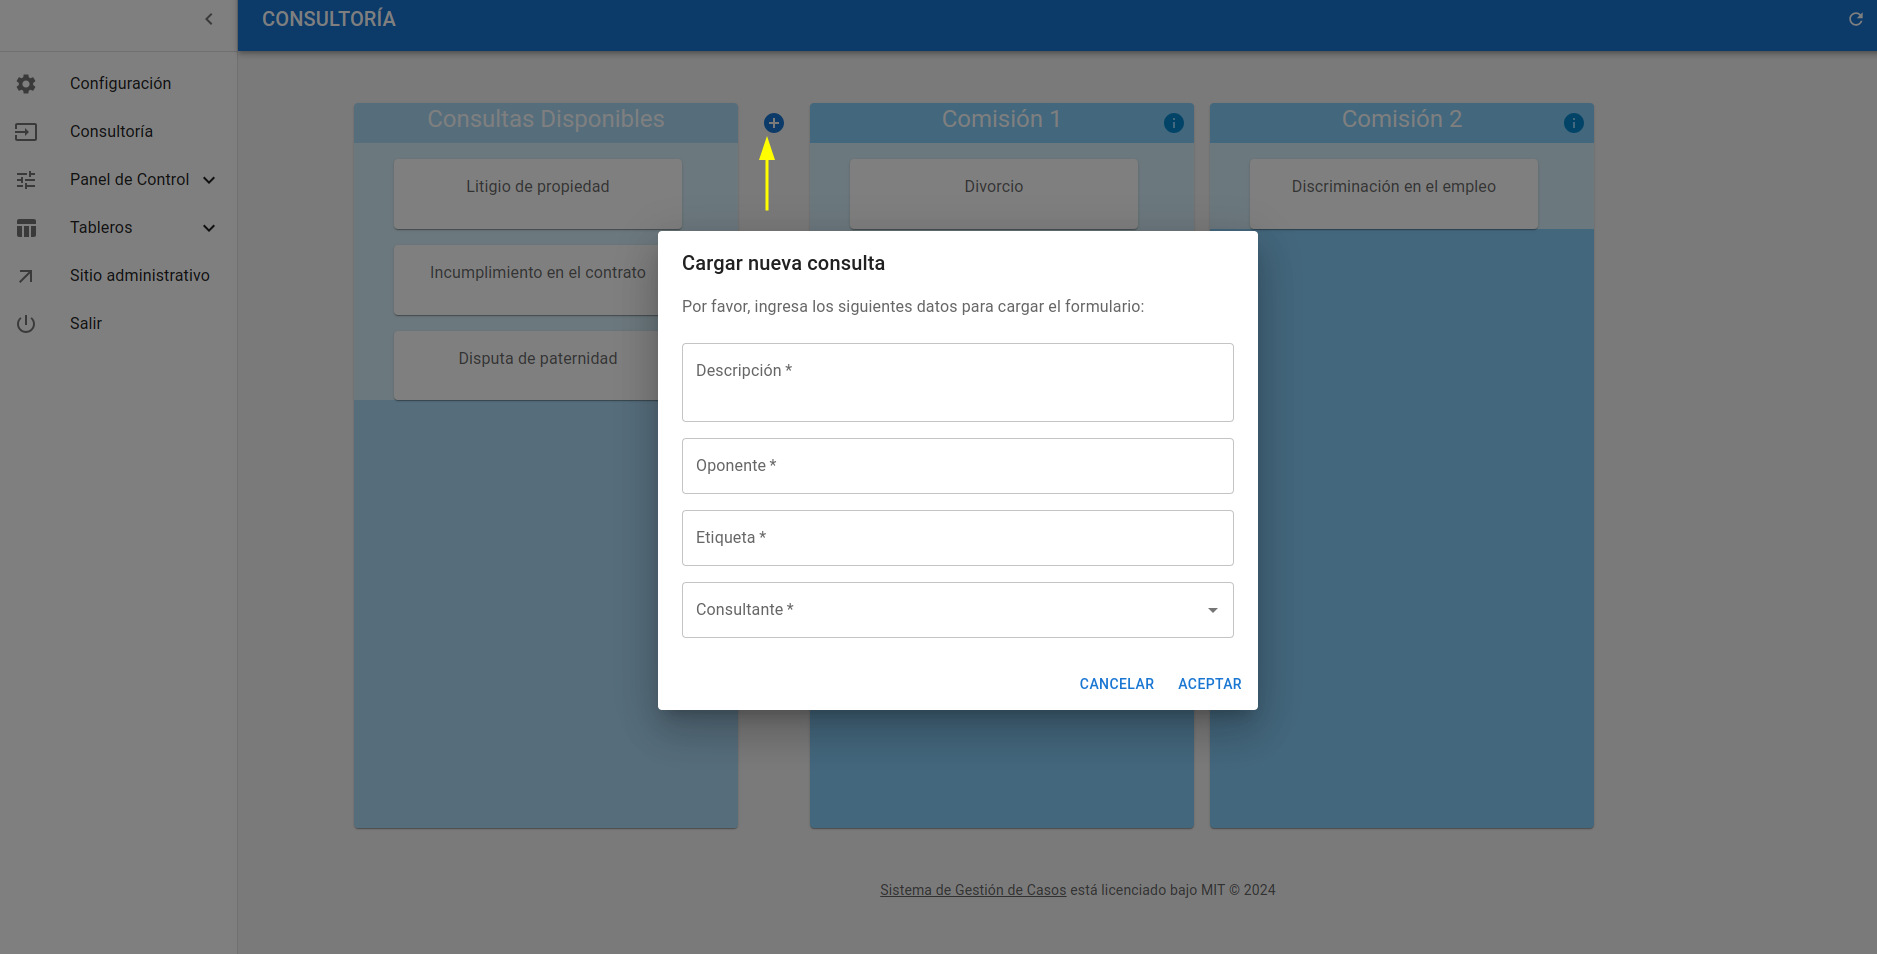 CONSULTORÍA
Configuración
Consultoría
Panel de Control
Tableros
Sitio administrativo
Salir
Consultas Disponibles
Litigio de propiedad
Incumplimiento en el contrato
Disputa de paternidad
Comisión 1
Divorcio
Comisión 2
Discriminación en el empleo
Cargar nueva consulta
Por favor, ingresa los siguientes datos para cargar el formulario:
Descripción *
Oponente *
Etiqueta *
Consultante *
CANCELAR ACEPTAR
Sistema de Gestión de Casos está licenciado bajo MIT © 2024